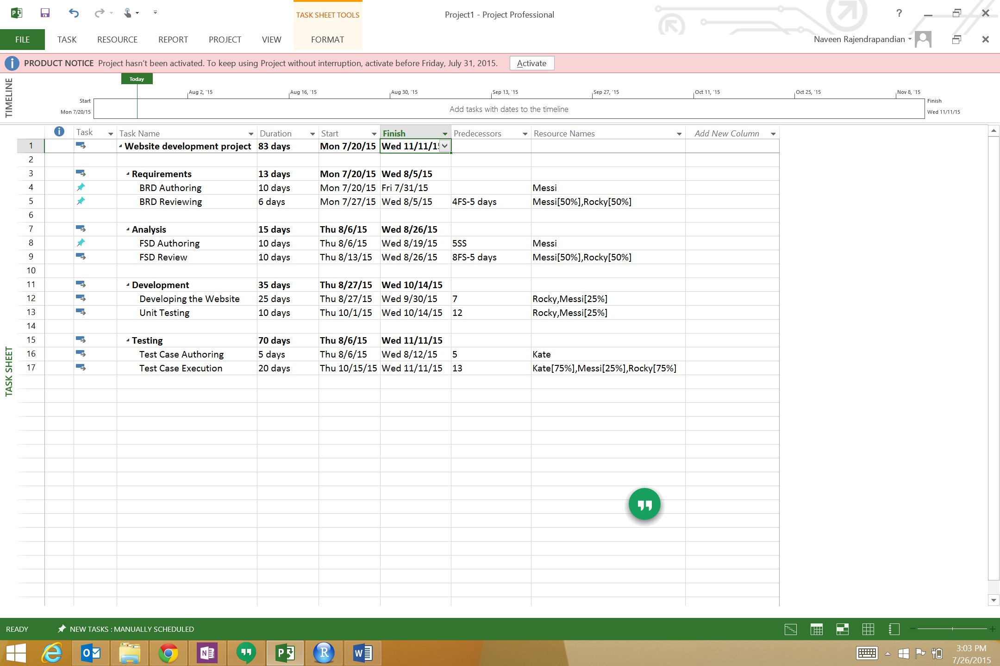 TASK SHEET TOOLS
Project1 - Project Professional
?
FILE TASK RESOURCE REPORT PROJECT VIEW FORMAT
Naveen Rajendrapandian
PRODUCT NOTICE Project hasn't been activated. To keep using Project without interruption, activate before Friday, July 31, 2015. Activate
TIMELINE
Today
Aug 2, '15 Aug 16, '15 Aug 30, '15 Sep 13, '15 Sep 27, '15 Oct 11, '15 Oct 25, '15 Nov 8, '15
Start
Mon 7/20/15
Add tasks with dates to the timeline
Finish
Wed 11/11/15
Task Task Name Duration Start Finish Predecessors Resource Names Add New Column
1 Website development project 83 days Mon 7/20/15 Wed 11/11/15
2
3 Requirements 13 days Mon 7/20/15 Wed 8/5/15
4 BRD Authoring 10 days Mon 7/20/15 Fri 7/31/15 Messi
5 BRD Reviewing 6 days Mon 7/27/15 Wed 8/5/15 4FS-5 days Messi[50%],Rocky[50%]
6
7 Analysis 15 days Thu 8/6/15 Wed 8/26/15
8 FSD Authoring 10 days Thu 8/6/15 Wed 8/19/15 5SS Messi
9 FSD Review 10 days Thu 8/13/15 Wed 8/26/15 8FS-5 days Messi[50%],Rocky[50%]
10
11 Development 35 days Thu 8/27/15 Wed 10/14/15
12 Developing the Website 25 days Thu 8/27/15 Wed 9/30/15 7 Rocky,Messi[25%]
13 Unit Testing 10 days Thu 10/1/15 Wed 10/14/15 12 Rocky,Messi[25%]
14
15 Testing 70 days Thu 8/6/15 Wed 11/11/15
16 Test Case Authoring 5 days Thu 8/6/15 Wed 8/12/15 5 Kate
17 Test Case Execution 20 days Thu 10/15/15 Wed 11/11/15 13 Kate[75%],Messi[25%],Rocky[75%]
TASK SHEET
READY NEW TASKS : MANUALLY SCHEDULED
3:03 PM
7/26/2015